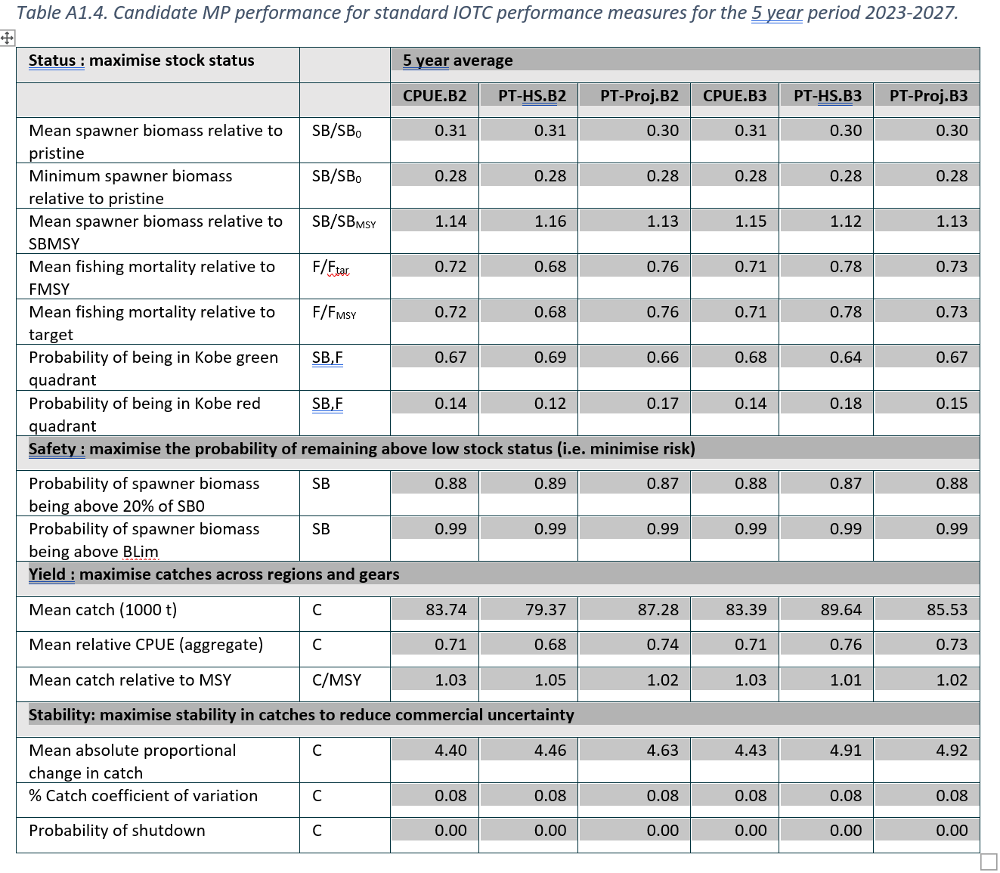 Table A1.4. Candidate MP performance for standard IOTC performance measures for the 5 year period 2023-2027.
Status : maximise stock status 5 year average
CPUE.B2 PT-HS.B2 PT-Proj.B2 CPUE.B3 PT-HS.B3 PT-Proj.B3
Mean spawner biomass relative to SB/SB0 0.31 0.31 0.30 0.31 0.30 0.30
pristine
Minimum spawner biomass SB/SB0 0.28 0.28 0.28 0.28 0.28 0.28
relative to pristine
Mean spawner biomass relative to SB/SBMSY 1.14 1.16 1.13 1.15 1.12 1.13
SBMSY
Mean fishing mortality relative to F/Ftar 0.72 0.68 0.76 0.71 0.78 0.73
FMSY
Mean fishing mortality relative to F/FMSY 0.72 0.68 0.76 0.71 0.78 0.73
target
Probability of being in Kobe green SB,F 0.67 0.69 0.66 0.68 0.64 0.67
quadrant
Probability of being in Kobe red SB,F 0.14 0.12 0.17 0.14 0.18 0.15
quadrant
Safety : maximise the probability of remaining above low stock status (i.e. minimise risk)
Probability of spawner biomass SB 0.88 0.89 0.87 0.88 0.87 0.88
being above 20% of SB0
Probability of spawner biomass SB 0.99 0.99 0.99 0.99 0.99 0.99
being above BLim
Yield : maximise catches across regions and gears
Mean catch (1000 t) C 83.74 79.37 87.28 83.39 89.64 85.53
Mean relative CPUE (aggregate) C 0.71 0.68 0.74 0.71 0.76 0.73
Mean catch relative to MSY C/MSY 1.03 1.05 1.02 1.03 1.01 1.02
Stability: maximise stability in catches to reduce commercial uncertainty
Mean absolute proportional C 4.40 4.46 4.63 4.43 4.91 4.92
change in catch
% Catch coefficient of variation C 0.08 0.08 0.08 0.08 0.08 0.08
Probability of shutdown C 0.00 0.00 0.00 0.00 0.00 0.00